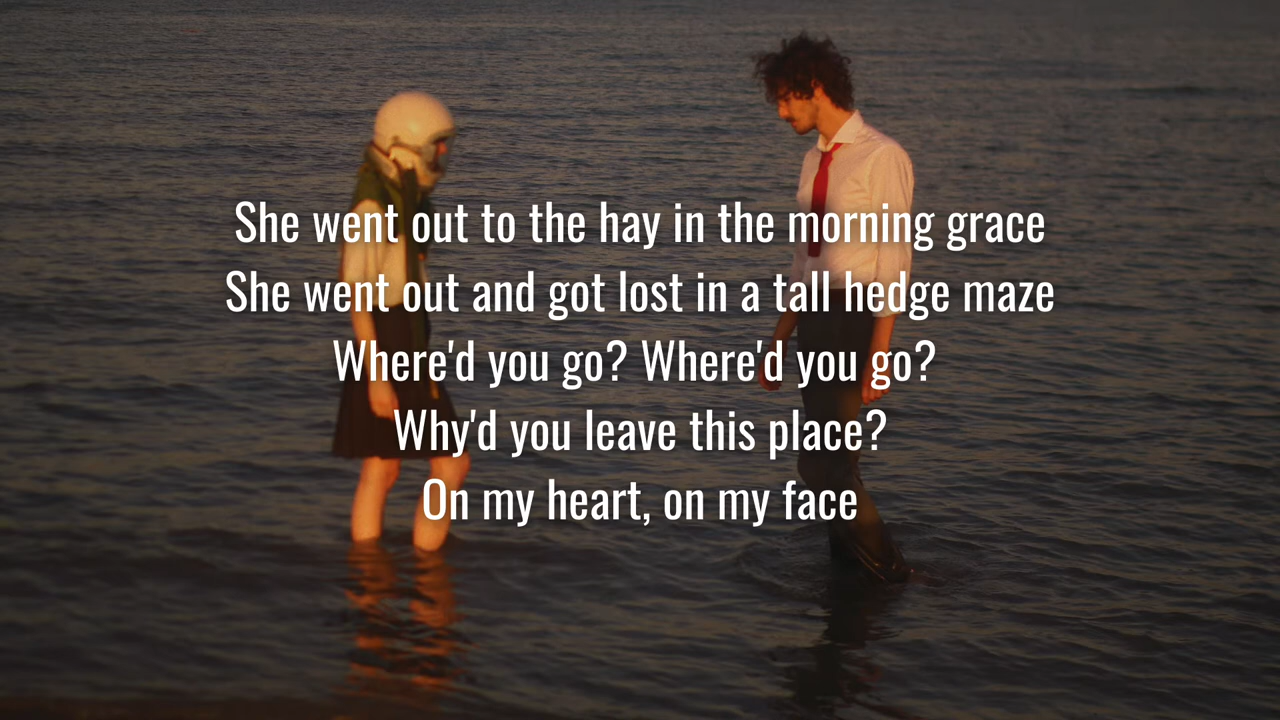 She went out to the hay in the morning grace
She went out and got lost in a tall hedge maze
Where'd you go? Where'd you go?
Why'd you leave this place?
On my heart, on my face